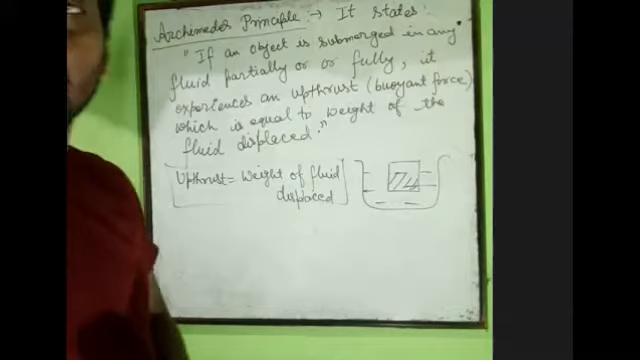 Archimedes Principle :→ It states :
" If an object is submerged in any
fluid partially or or fully, it
experiences an upthrust (buoyant force)
which is equal to weight of the
fluid displaced."
Upthrust = Weight of fluid
displaced